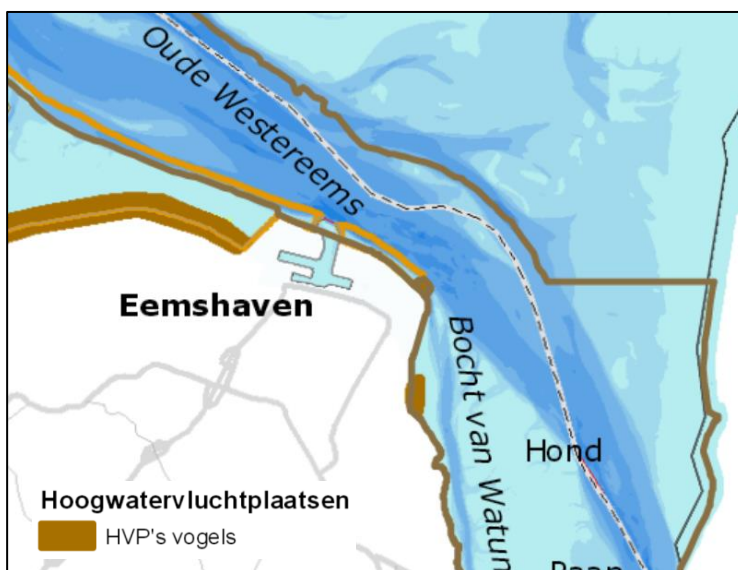 Oude Westereems
Eemshaven
Bocht van Watum
Hond
Hoogwatervluchtplaatsen
HVP's vogels